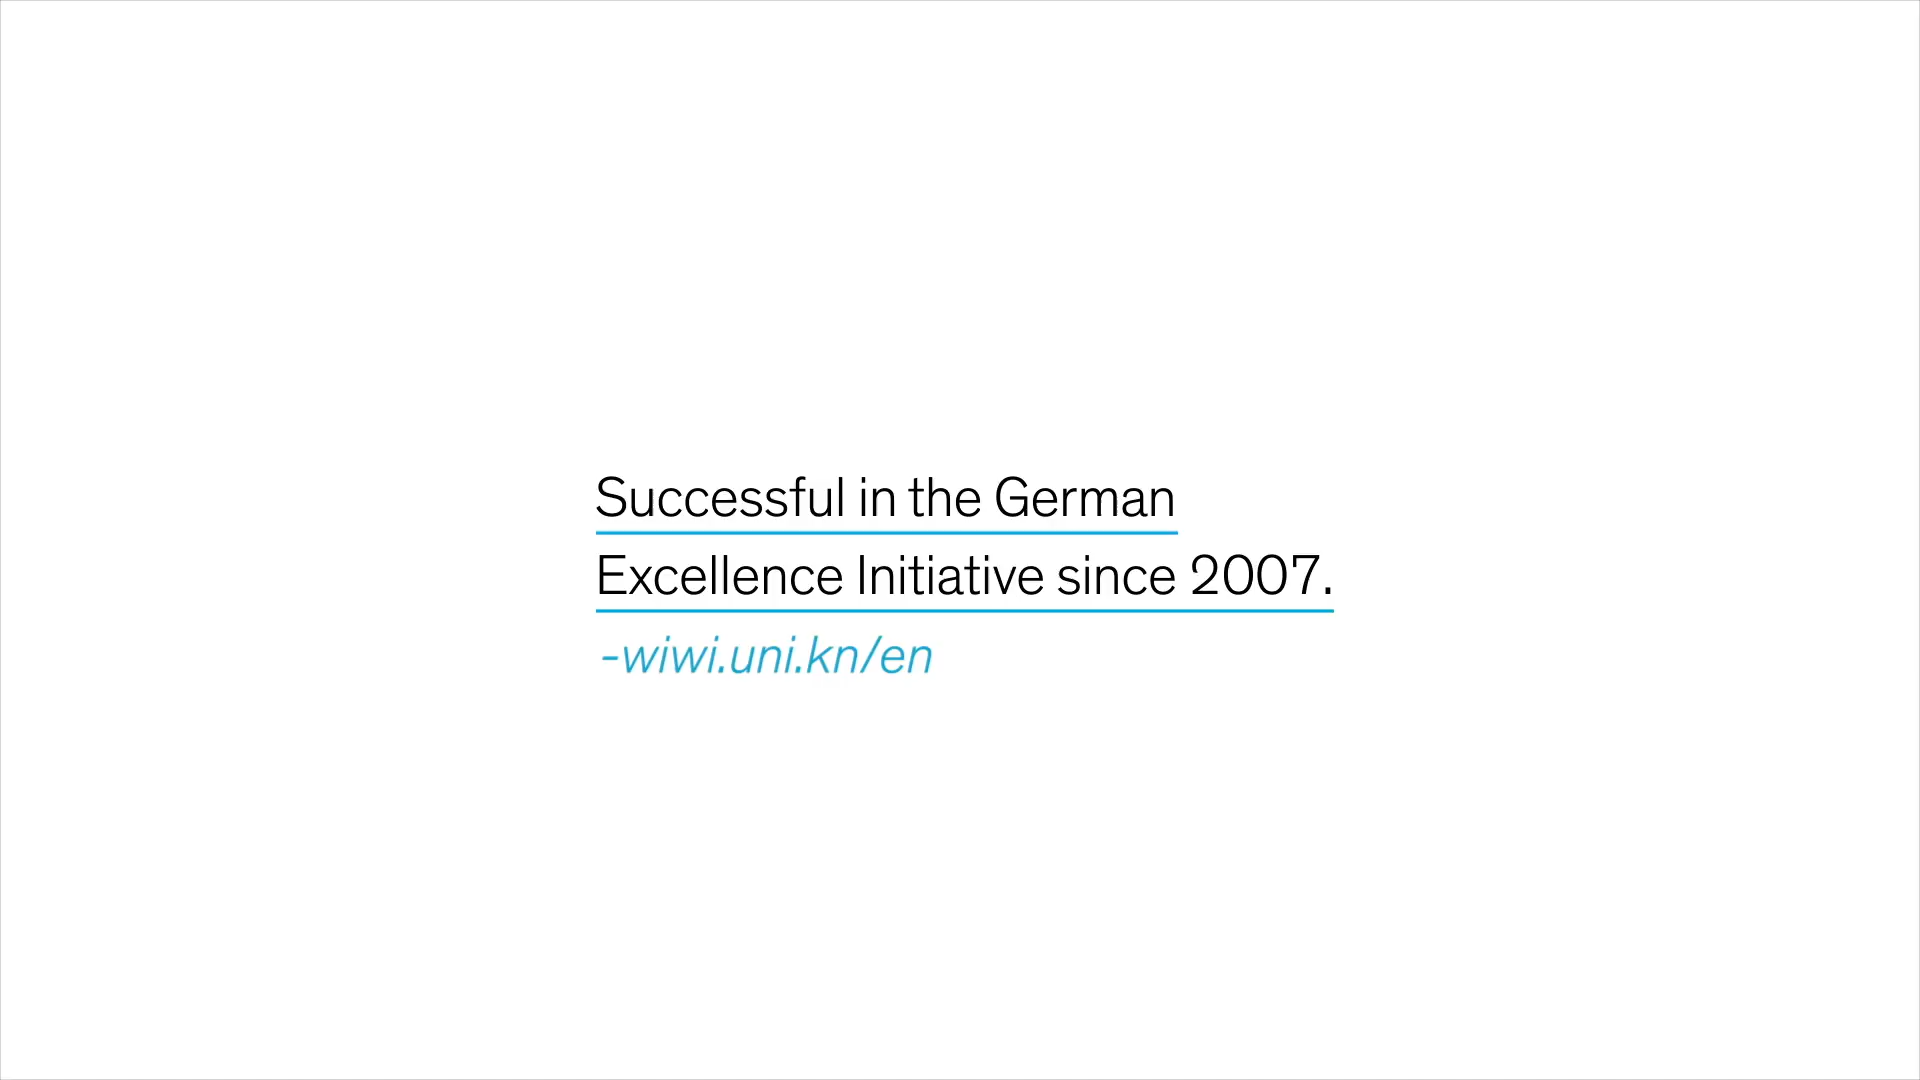 Successful in the German
Excellence Initiative since 2007.
-wiwi.uni.kn/en